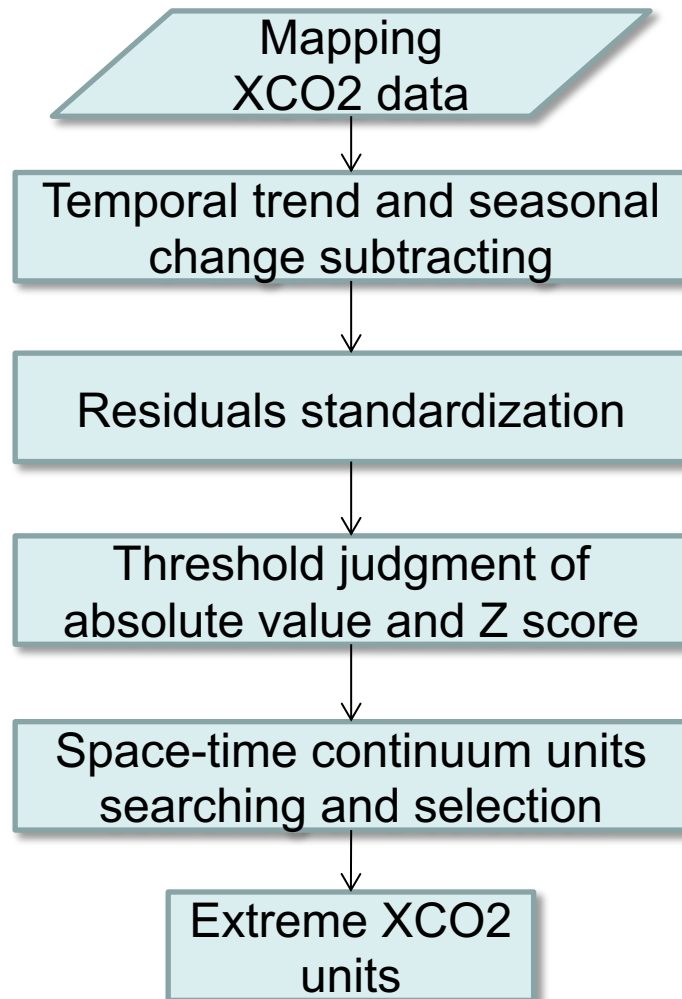 Mapping
XCO2 data
Temporal trend and seasonal
change subtracting
Residuals standardization
Threshold judgment of
absolute value and Z score
Space-time continuum units
searching and selection
Extreme XCO2
units